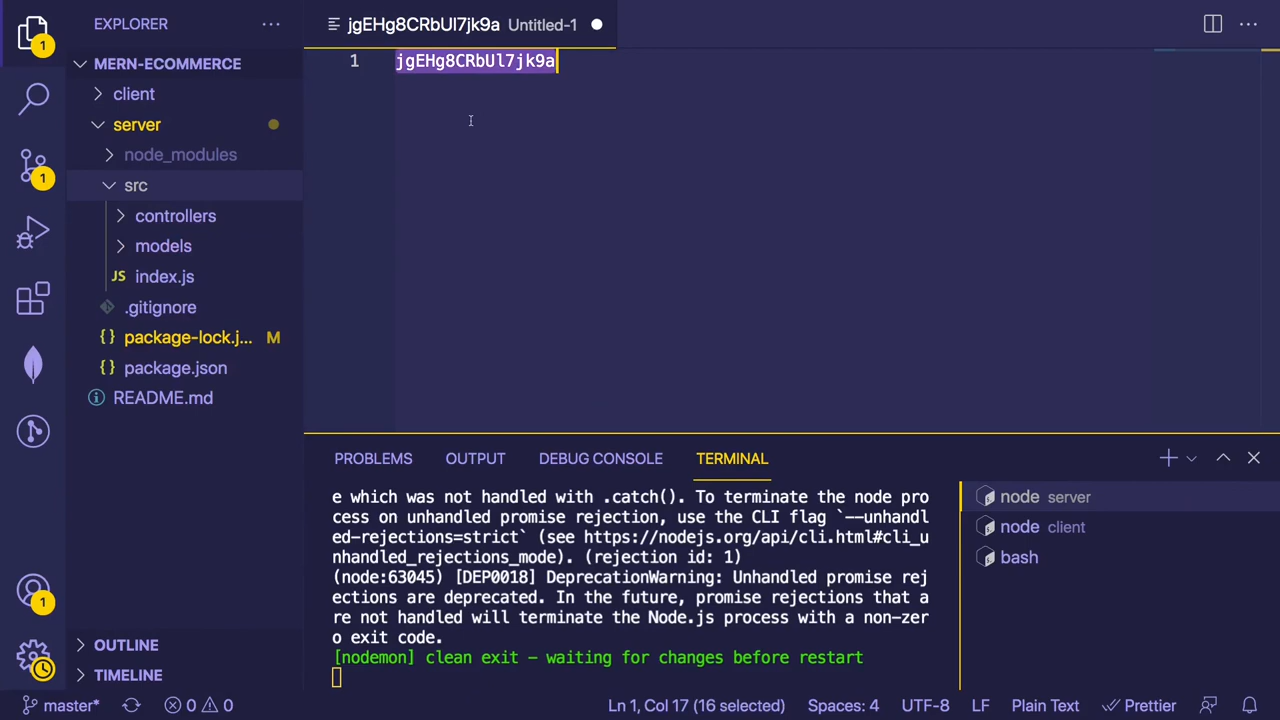 EXPLORER
jgEHg8CRbUl7jk9a Untitled-1
MERN-ECOMMERCE
client
server
node_modules
src
controllers
models
JS index.js
.gitignore
{} package-lock.j... M
{} package.json
README.md
OUTLINE
TIMELINE
1
1
1
1 jgEHg8CRbUl7jk9a
PROBLEMS OUTPUT DEBUG CONSOLE TERMINAL
e which was not handled with .catch(). To terminate the node pro
cess on unhandled promise rejection, use the CLI flag `--unhandl
ed-rejections=strict` (see https://nodejs.org/api/cli.html#cli_u
nhandled_rejections_mode). (rejection id: 1)
(node:63045) [DEP0018] DeprecationWarning: Unhandled promise rej
ections are deprecated. In the future, promise rejections that a
re not handled will terminate the Node.js process with a non-zer
o exit code.
[nodemon] clean exit - waiting for changes before restart
node server
node client
bash
master* 0 0 Ln 1, Col 17 (16 selected) Spaces: 4 UTF-8 LF Plain Text Prettier